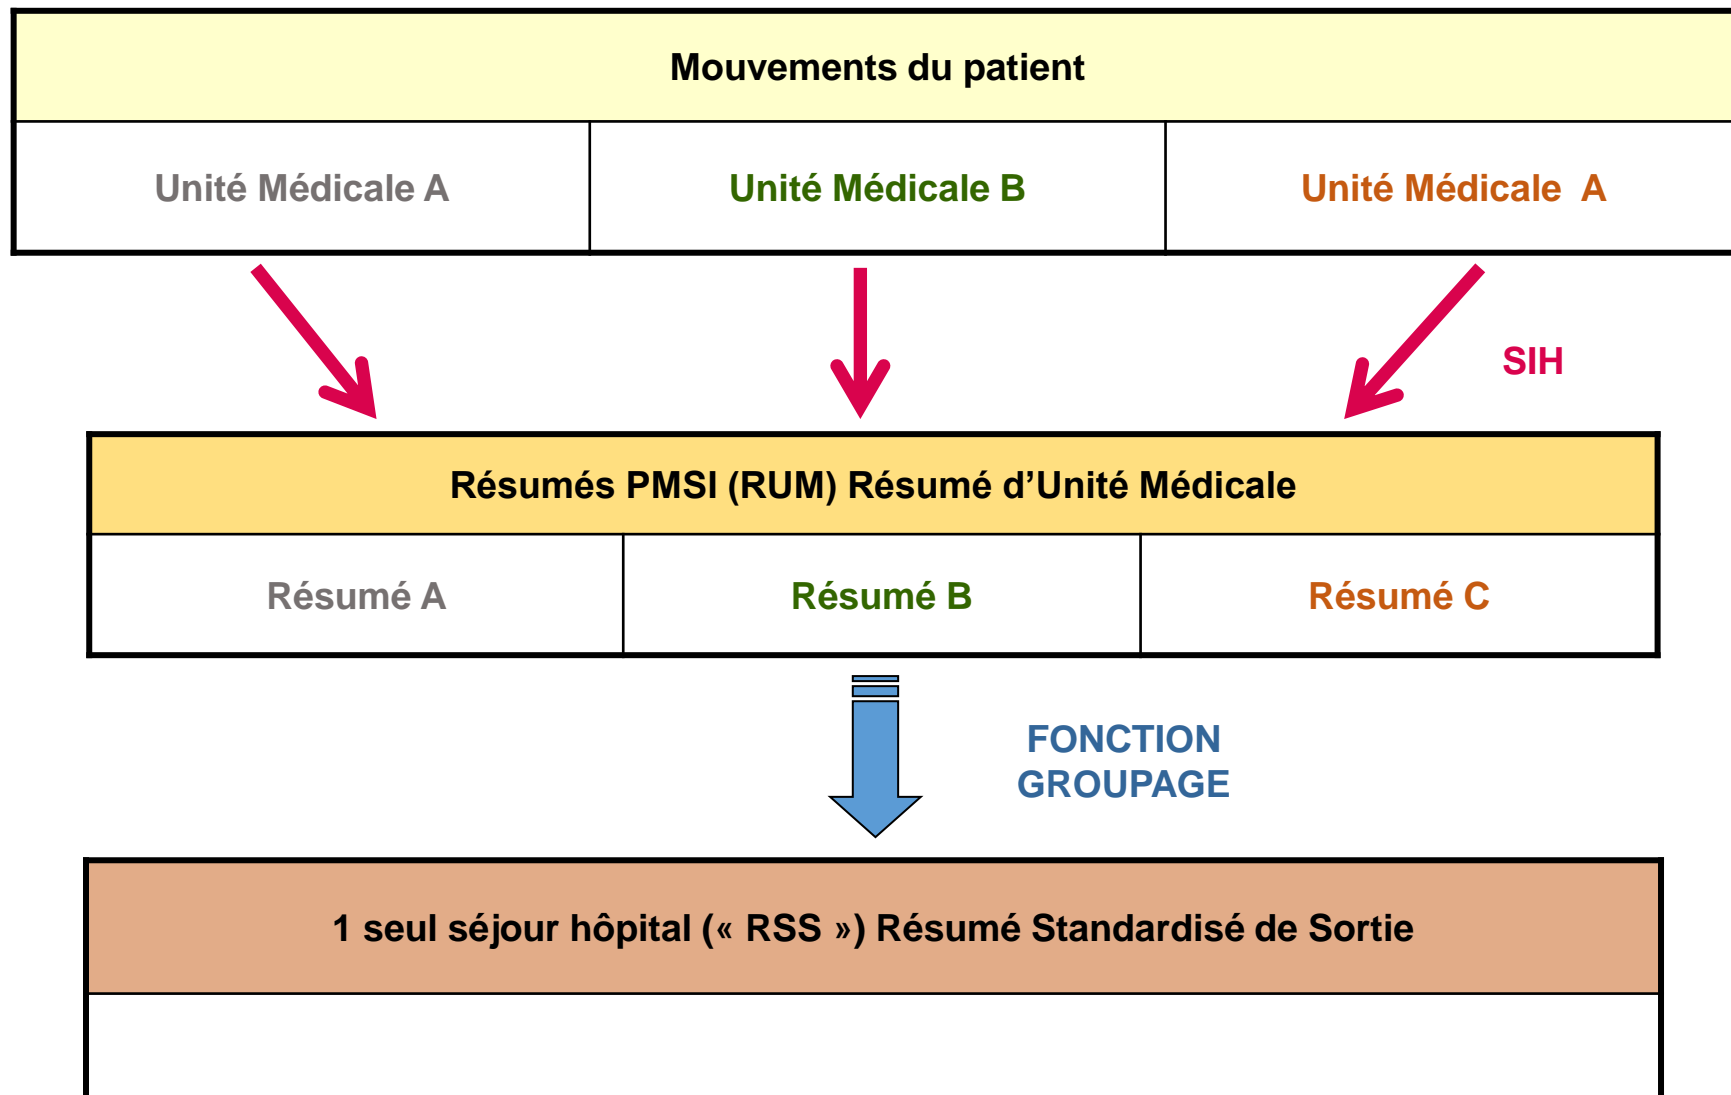 Mouvements du patient
Unité Médicale A
Unité Médicale B
Unité Médicale A
SIH
Résumés PMSI (RUM) Résumé d’Unité Médicale
Résumé A
Résumé B
Résumé C
FONCTION
GROUPAGE
1 seul séjour hôpital (« RSS ») Résumé Standardisé de Sortie